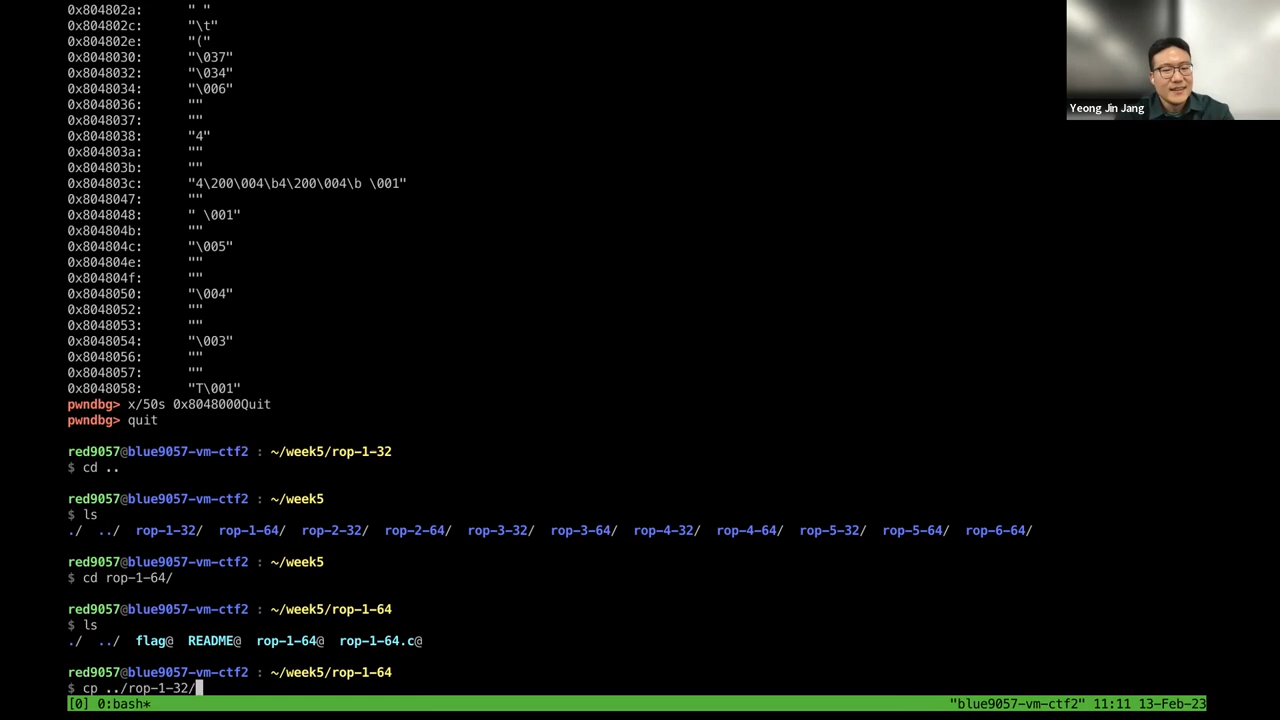 0x804802a:      " "
0x804802c:      "\t"
0x804802e:      "("
0x8048030:      "\037"
0x8048032:      "\034"
0x8048034:      "\006"
0x8048036:      ""
0x8048037:      ""
0x8048038:      "4"
0x804803a:      ""
0x804803b:      ""
0x804803c:      "4\200\004\b4\200\004\b \001"
0x8048047:      ""
0x8048048:      " \001"
0x804804b:      ""
0x804804c:      "\005"
0x804804e:      ""
0x804804f:      ""
0x8048050:      "\004"
0x8048052:      ""
0x8048053:      ""
0x8048054:      "\003"
0x8048056:      ""
0x8048057:      ""
0x8048058:      "T\001"
pwndbg> x/50s 0x8048000Quit
pwndbg> quit
red9057@blue9057-vm-ctf2 : ~/week5/rop-1-32
$ cd ..
red9057@blue9057-vm-ctf2 : ~/week5
$ ls
./  ../  rop-1-32/  rop-1-64/  rop-2-32/  rop-2-64/  rop-3-32/  rop-3-64/  rop-4-32/  rop-4-64/  rop-5-32/  rop-5-64/  rop-6-64/
red9057@blue9057-vm-ctf2 : ~/week5
$ cd rop-1-64/
red9057@blue9057-vm-ctf2 : ~/week5/rop-1-64
$ ls
./  ../  flag@  README@  rop-1-64@  rop-1-64.c@
red9057@blue9057-vm-ctf2 : ~/week5/rop-1-64
$ cp ../rop-1-32/
[0] 0:bash* "blue9057-vm-ctf2" 11:11 13-Feb-23
Yeong Jin Jang